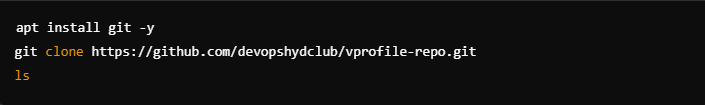 apt install git -y
git clone https://github.com/devopshydclub/vprofile-repo.git
ls